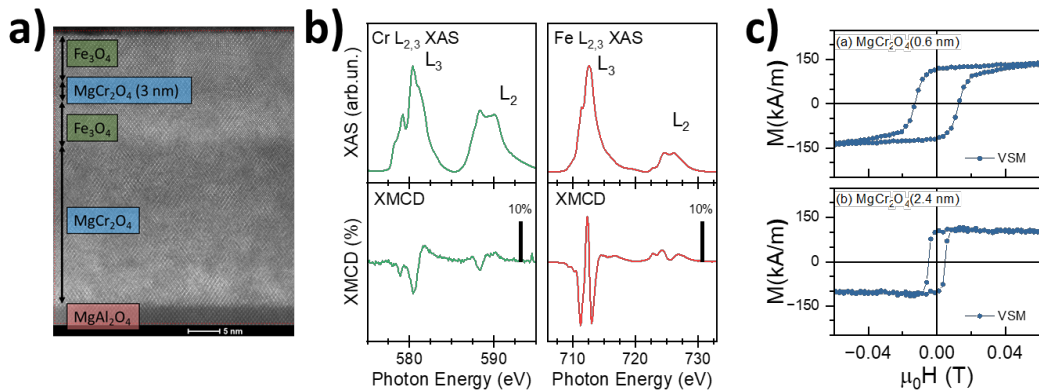 a)
Fe₃O₄
MgCr₂O₄ (3 nm)
Fe₃O₄
MgCr₂O₄
MgAl₂O₄
5 nm
b)
Cr L₂,₃ XAS
L₃
L₂
XAS (arb.un.)
XMCD
10%
XMCD (%)
580 590
Photon Energy (eV)
Fe L₂,₃ XAS
L₃
L₂
XMCD
10%
710 720 730
Photon Energy (eV)
c)
(a) MgCr₂O₄(0.6 nm)
150
0
−150
M(kA/m)
VSM
(b) MgCr₂O₄(2.4 nm)
150
0
−150
M(kA/m)
VSM
−0.04 0.00 0.04
μ₀H (T)